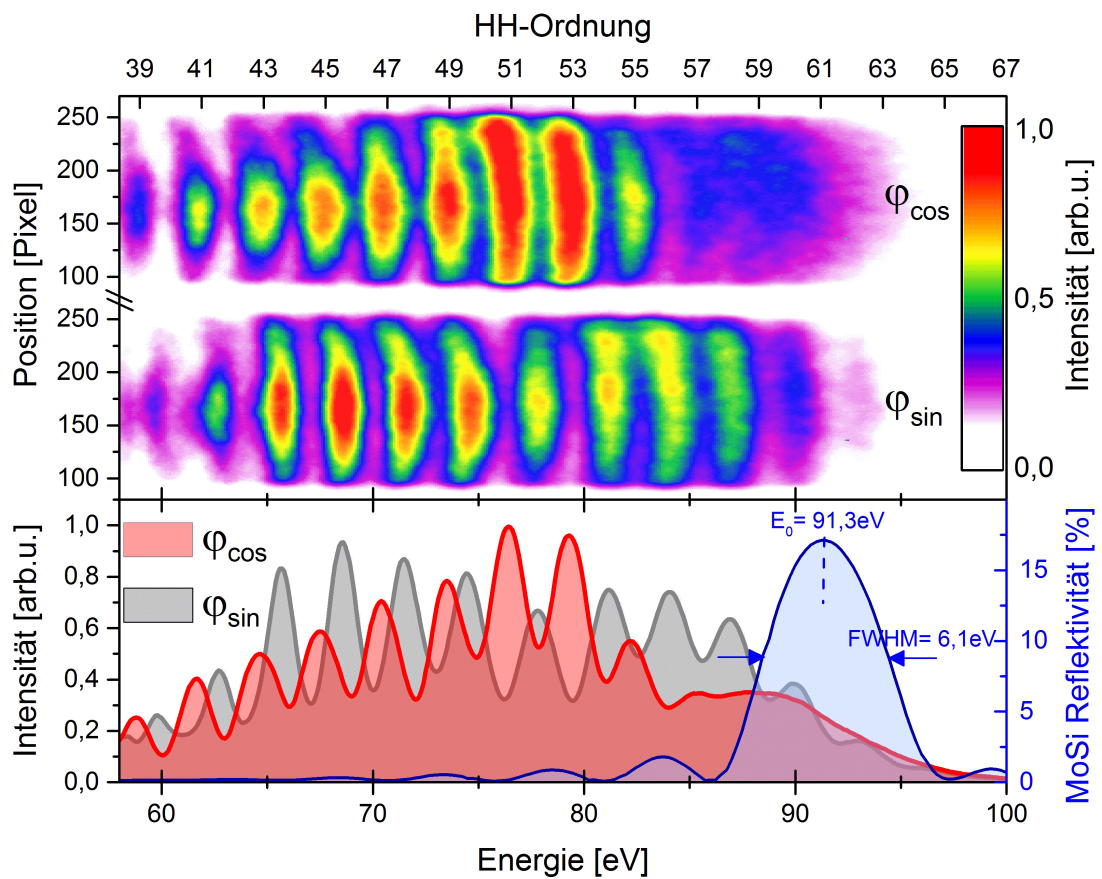 HH-Ordnung
39 41 43 45 47 49 51 53 55 57 59 61 63 65 67
Position [Pixel]
250
200
150
100
φcos
250
200
150
100
φsin
1,0
0,5
0,0
Intensität [arb.u.]
Intensität [arb.u.]
1,0
0,8
0,6
0,4
0,2
0,0
φcos
φsin
E0= 91,3eV
FWHM= 6,1eV
15
10
5
0
MoSi Reflektivität [%]
60 70 80 90 100
Energie [eV]